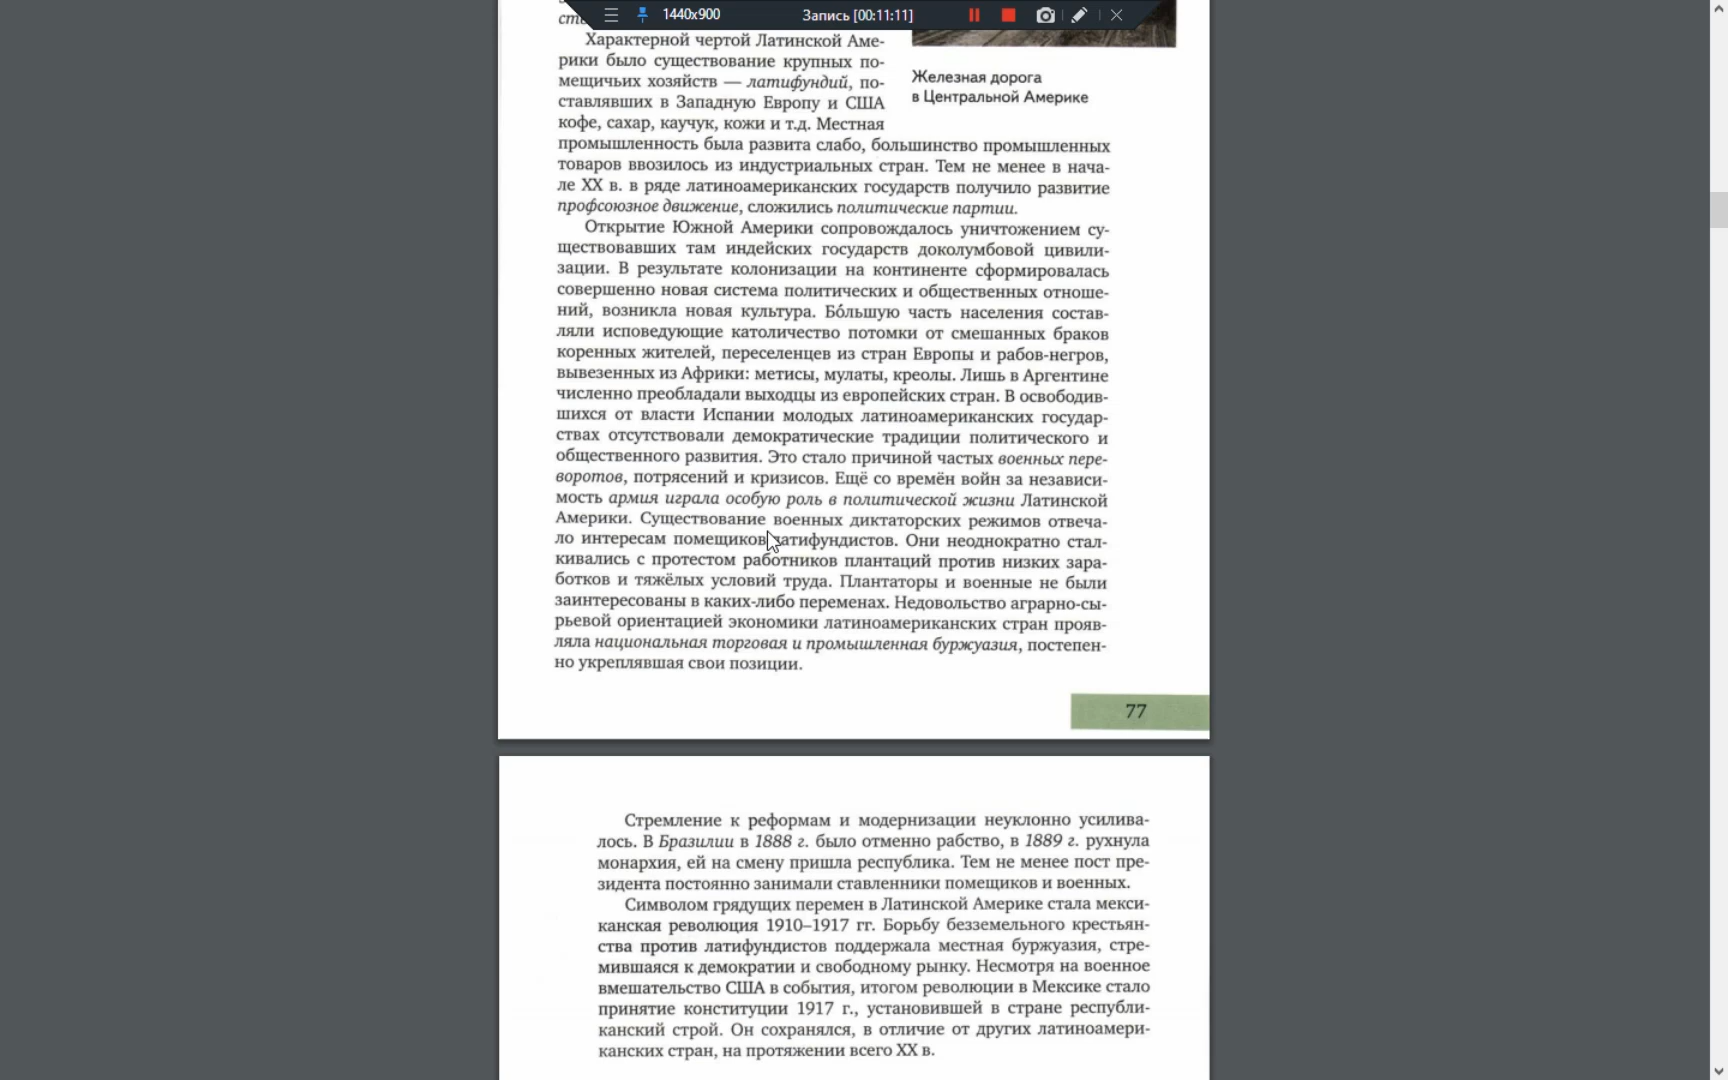 1440x900
Запись [00:11:11]
Характерной чертой Латинской Аме-
рики было существование крупных по-
мещичьих хозяйств — латифундий, по-
ставлявших в Западную Европу и США
кофе, сахар, каучук, кожи и т.д. Местная
Железная дорога
в Центральной Америке
промышленность была развита слабо, большинство промышленных
товаров ввозилось из индустриальных стран. Тем не менее в нача-
ле XX в. в ряде латиноамериканских государств получило развитие
профсоюзное движение, сложились политические партии.
Открытие Южной Америки сопровождалось уничтожением су-
ществовавших там индейских государств доколумбовой цивили-
зации. В результате колонизации на континенте сформировалась
совершенно новая система политических и общественных отноше-
ний, возникла новая культура. Бо́льшую часть населения состав-
ляли исповедующие католичество потомки от смешанных браков
коренных жителей, переселенцев из стран Европы и рабов-негров,
вывезенных из Африки: метисы, мулаты, креолы. Лишь в Аргентине
численно преобладали выходцы из европейских стран. В освободив-
шихся от власти Испании молодых латиноамериканских государ-
ствах отсутствовали демократические традиции политического и
общественного развития. Это стало причиной частых военных пере-
воротов, потрясений и кризисов. Ещё со времён войн за независи-
мость армия играла особую роль в политической жизни Латинской
Америки. Существование военных диктаторских режимов отвеча-
ло интересам помещиков-латифундистов. Они неоднократно стал-
кивались с протестом работников плантаций против низких зара-
ботков и тяжёлых условий труда. Плантаторы и военные не были
заинтересованы в каких-либо переменах. Недовольство аграрно-сы-
рьевой ориентацией экономики латиноамериканских стран прояв-
ляла национальная торговая и промышленная буржуазия, постепен-
но укреплявшая свои позиции.
77
Стремление к реформам и модернизации неуклонно усилива-
лось. В Бразилии в 1888 г. было отменно рабство, в 1889 г. рухнула
монархия, ей на смену пришла республика. Тем не менее пост пре-
зидента постоянно занимали ставленники помещиков и военных.
Символом грядущих перемен в Латинской Америке стала мекси-
канская революция 1910–1917 гг. Борьбу безземельного крестьян-
ства против латифундистов поддержала местная буржуазия, стре-
мившаяся к демократии и свободному рынку. Несмотря на военное
вмешательство США в события, итогом революции в Мексике стало
принятие конституции 1917 г., установившей в стране республи-
канский строй. Он сохранялся, в отличие от других латиноамери-
канских стран, на протяжении всего XX в.